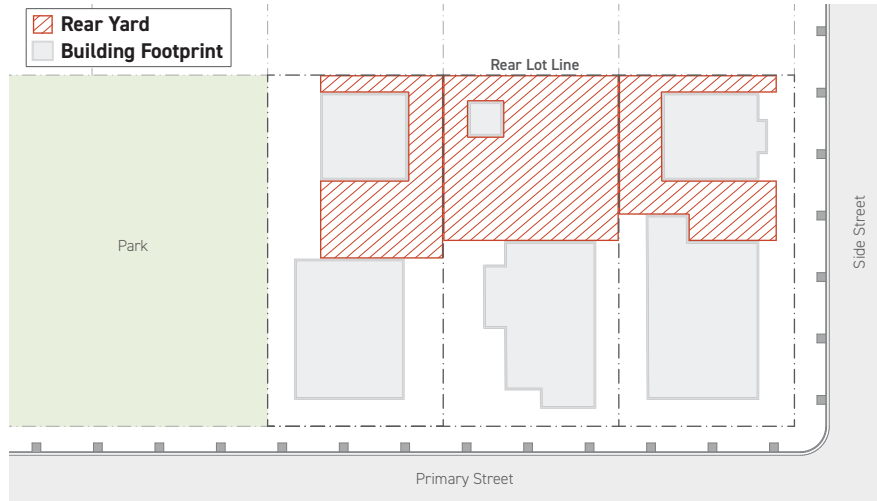 Rear Yard
Building Footprint
Rear Lot Line
Park
Side Street
Primary Street